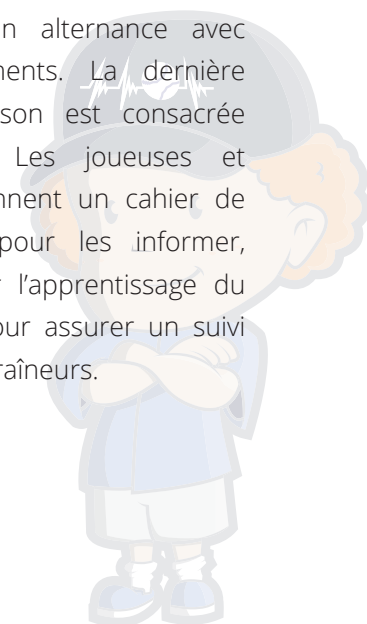 n alternance avec
ents. La dernière
son est consacrée
Les joueuses et
nnent un cahier de
pour les informer,
l’apprentissage du
our assurer un suivi
raîneurs.